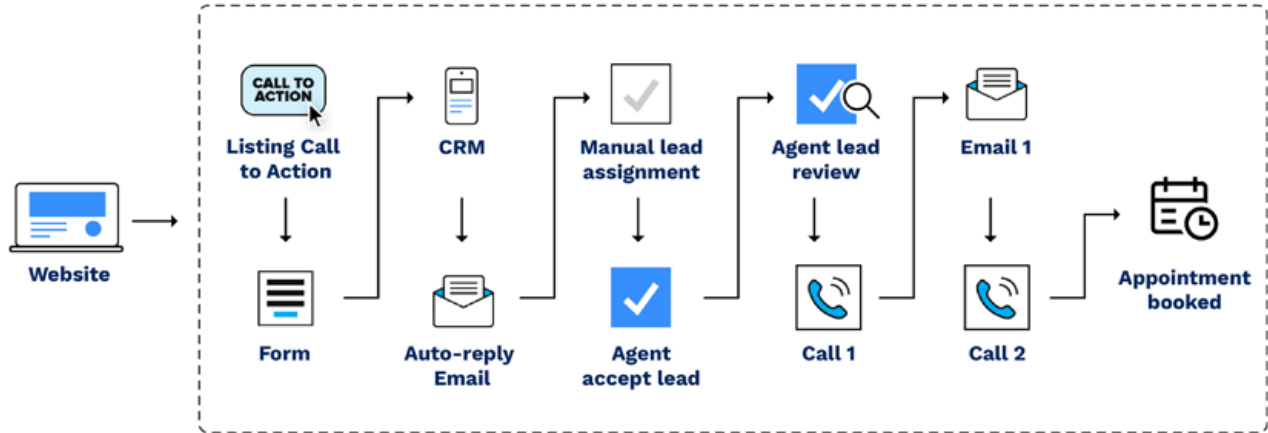 Website
CALL TO
ACTION
Listing Call
to Action
Form
CRM
Auto-reply
Email
Manual lead
assignment
Agent
accept lead
Agent lead
review
Call 1
Email 1
Call 2
Appointment
booked